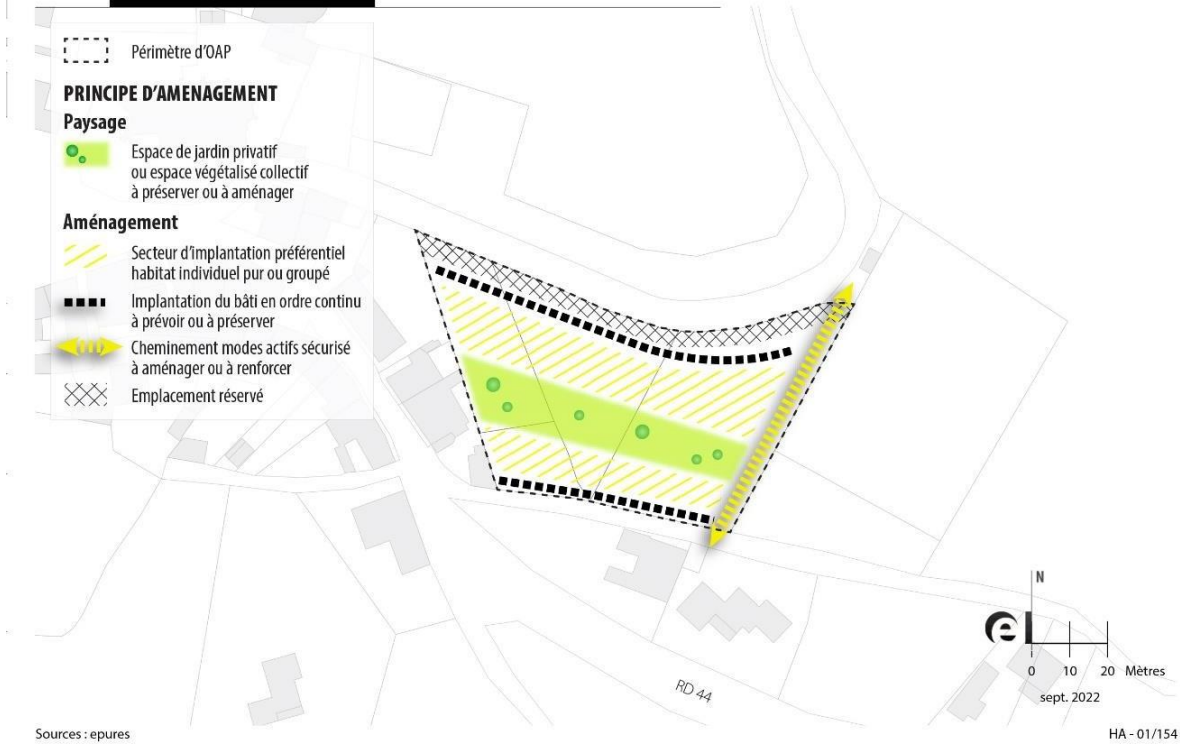 Périmètre d'OAP
PRINCIPE D'AMENAGEMENT
Paysage
Espace de jardin privatif
ou espace végétalisé collectif
à préserver ou à aménager
Aménagement
Secteur d'implantation préférentiel
habitat individuel pur ou groupé
Implantation du bâti en ordre continu
à prévoir ou à préserver
Cheminement modes actifs sécurisé
à aménager ou à renforcer
Emplacement réservé
RD 44
N
0 10 20 Mètres
sept. 2022
Sources : epures
HA - 01/154